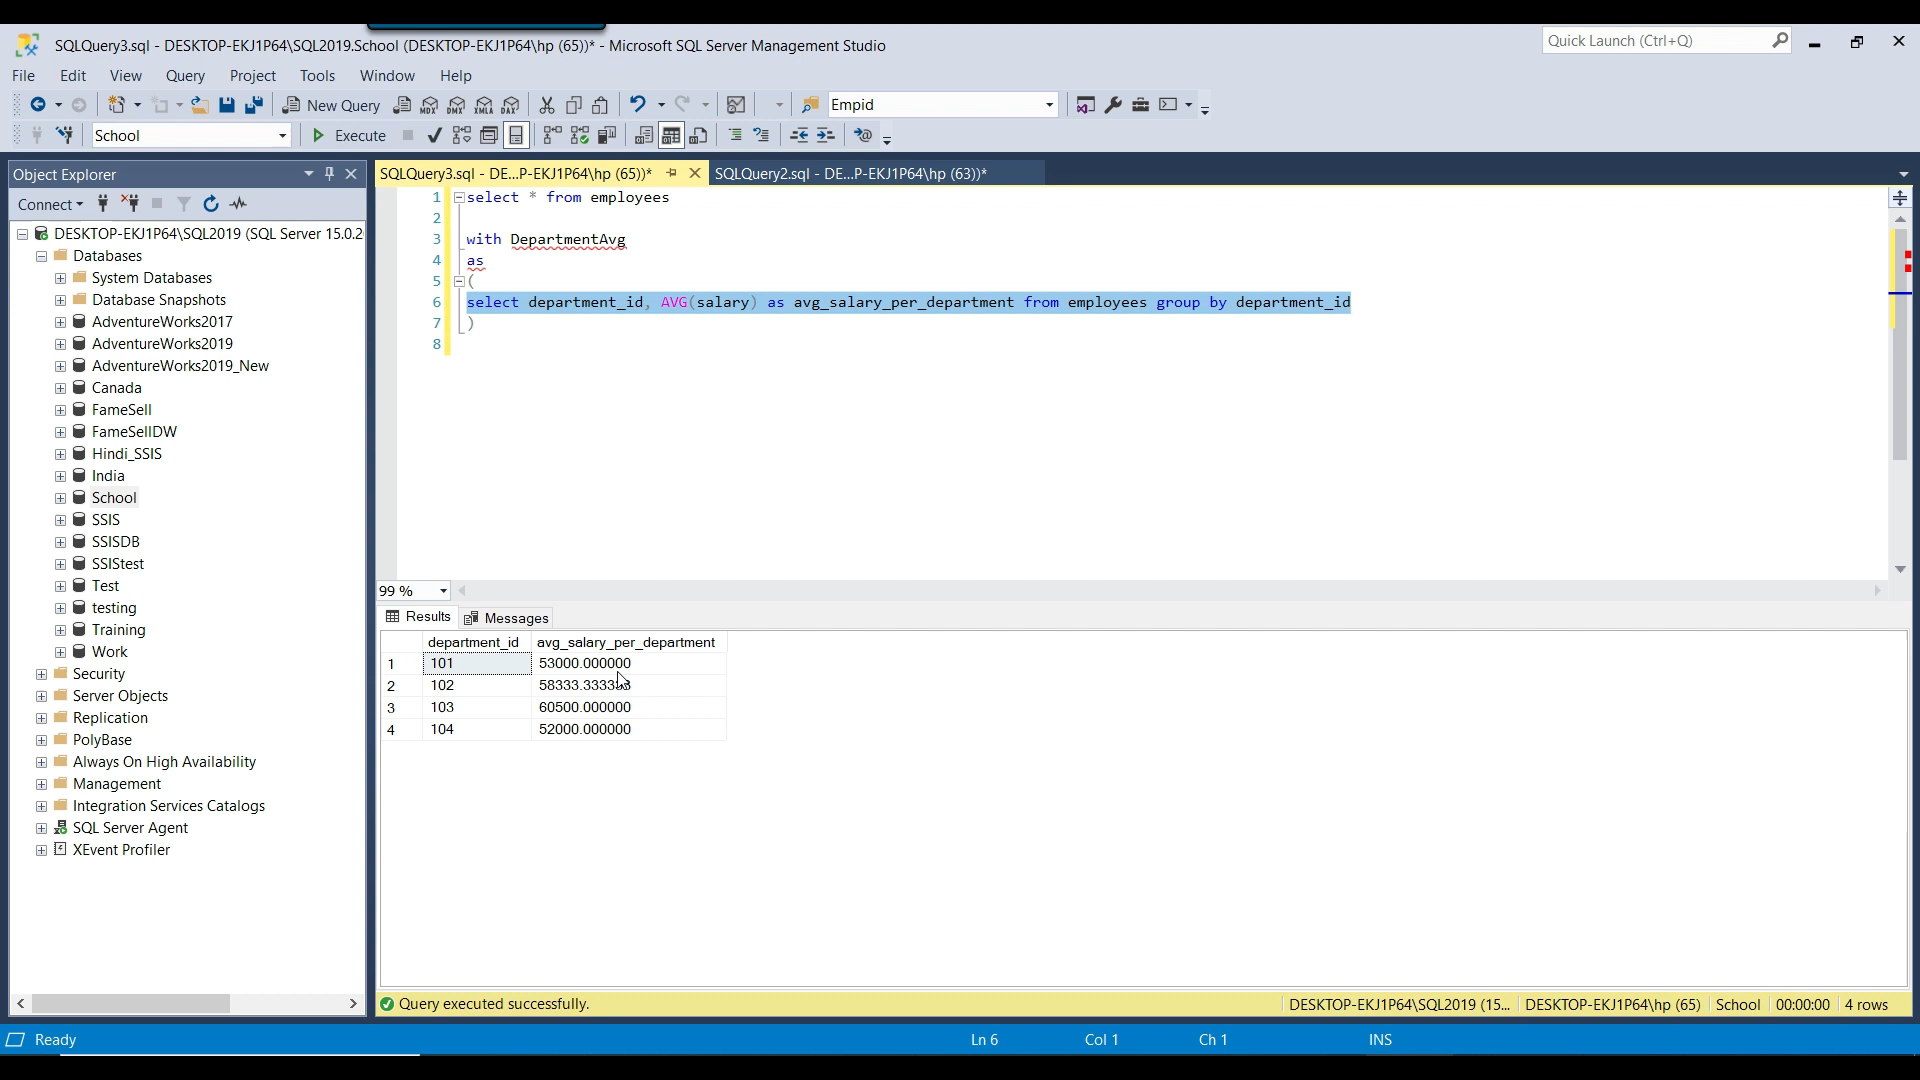 SQLQuery3.sql - DESKTOP-EKJ1P64\SQL2019.School (DESKTOP-EKJ1P64\hp (65))* - Microsoft SQL Server Management Studio
Quick Launch (Ctrl+Q)
File Edit View Query Project Tools Window Help
New Query MDX DMX XMLA DAX Empid
School Execute
Object Explorer
SQLQuery3.sql - DE...P-EKJ1P64\hp (65))*
SQLQuery2.sql - DE...P-EKJ1P64\hp (63))*
Connect
DESKTOP-EKJ1P64\SQL2019 (SQL Server 15.0.2
Databases
System Databases
Database Snapshots
AdventureWorks2017
AdventureWorks2019
AdventureWorks2019_New
Canada
FameSell
FameSellDW
Hindi_SSIS
India
School
SSIS
SSISDB
SSIStest
Test
testing
Training
Work
Security
Server Objects
Replication
PolyBase
Always On High Availability
Management
Integration Services Catalogs
SQL Server Agent
XEvent Profiler
1 select * from employees
2
3 with DepartmentAvg
4 as
5 (
6 select department_id, AVG(salary) as avg_salary_per_department from employees group by department_id
7 )
8
99 %
Results Messages
department_id avg_salary_per_department
1 101 53000.000000
2 102 58333.333333
3 103 60500.000000
4 104 52000.000000
Query executed successfully.
DESKTOP-EKJ1P64\SQL2019 (15... DESKTOP-EKJ1P64\hp (65) School 00:00:00 4 rows
Ready Ln 6 Col 1 Ch 1 INS